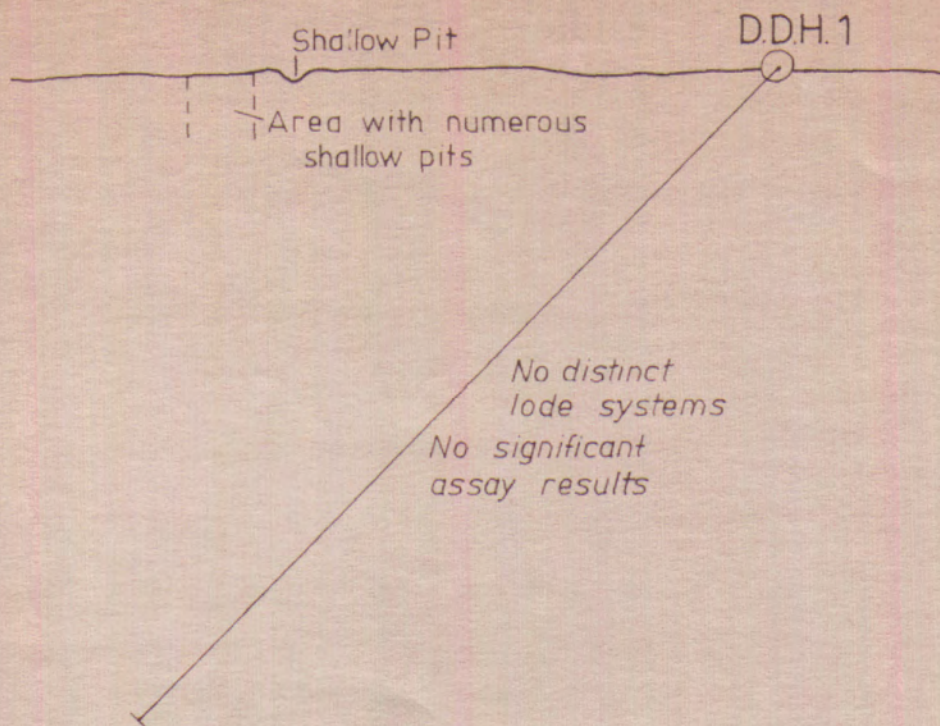 Shallow Pit
D.D.H. 1
Area with numerous
shallow pits
No distinct
lode systems
No significant
assay results